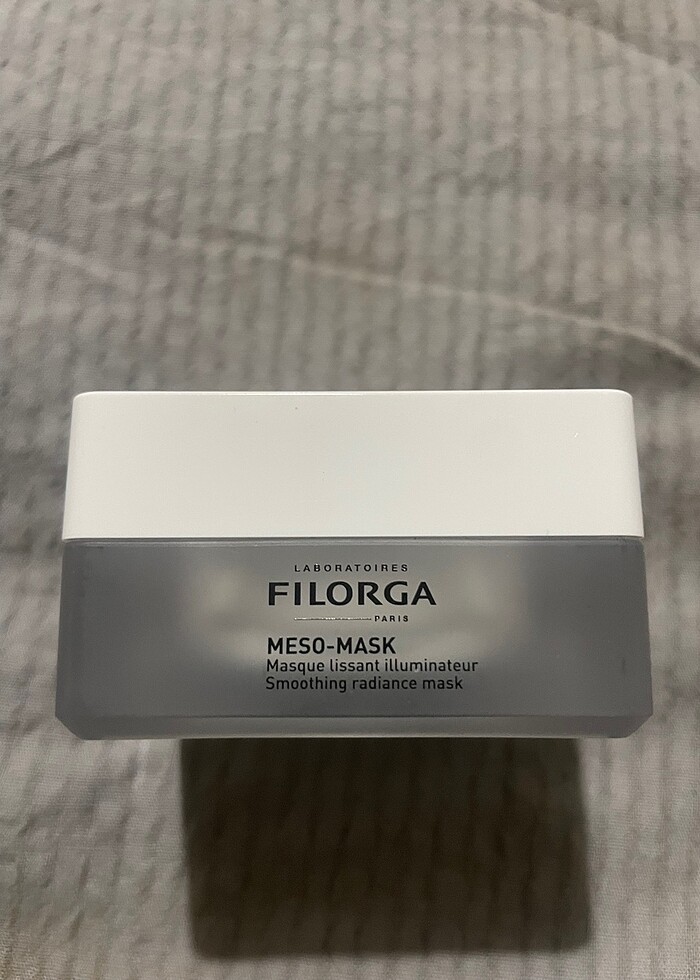 LABORATOIRES
FILORGA
PARIS
MESO-MASK
Masque lissant illuminateur
Smoothing radiance mask